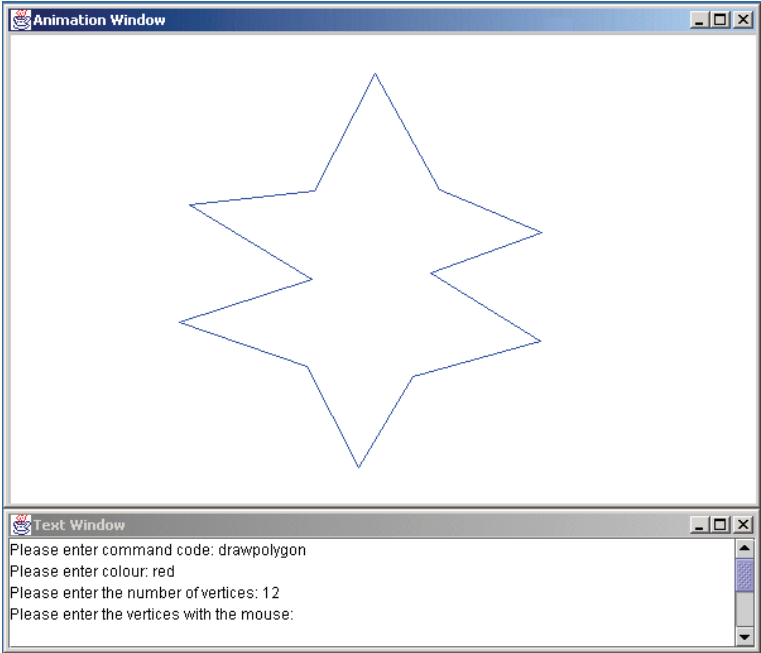 Animation Window
Text Window
Please enter command code: drawpolygon
Please enter colour: red
Please enter the number of vertices: 12
Please enter the vertices with the mouse: